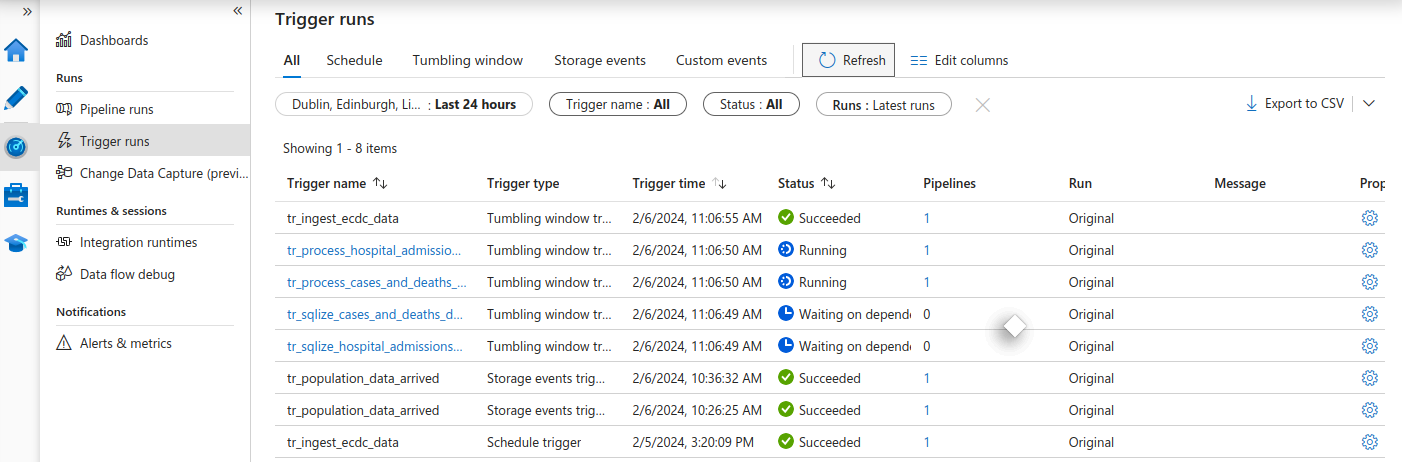 Dashboards
Runs
Pipeline runs
Trigger runs
Change Data Capture (previ...
Runtimes & sessions
Integration runtimes
Data flow debug
Notifications
Alerts & metrics
Trigger runs
All Schedule Tumbling window Storage events Custom events Refresh Edit columns
Dublin, Edinburgh, Li... : Last 24 hours Trigger name : All Status : All Runs : Latest runs Export to CSV
Showing 1 - 8 items
Trigger name Trigger type Trigger time Status Pipelines Run Message Prop
tr_ingest_ecdc_data Tumbling window tr... 2/6/2024, 11:06:55 AM Succeeded 1 Original
tr_process_hospital_admissio... Tumbling window tr... 2/6/2024, 11:06:50 AM Running 1 Original
tr_process_cases_and_deaths_... Tumbling window tr... 2/6/2024, 11:06:50 AM Running 1 Original
tr_sqlize_cases_and_deaths_d... Tumbling window tr... 2/6/2024, 11:06:49 AM Waiting on depende 0 Original
tr_sqlize_hospital_admissions... Tumbling window tr... 2/6/2024, 11:06:49 AM Waiting on depende 0 Original
tr_population_data_arrived Storage events trig... 2/6/2024, 10:36:32 AM Succeeded 1 Original
tr_population_data_arrived Storage events trig... 2/6/2024, 10:26:25 AM Succeeded 1 Original
tr_ingest_ecdc_data Schedule trigger 2/5/2024, 3:20:09 PM Succeeded 1 Original